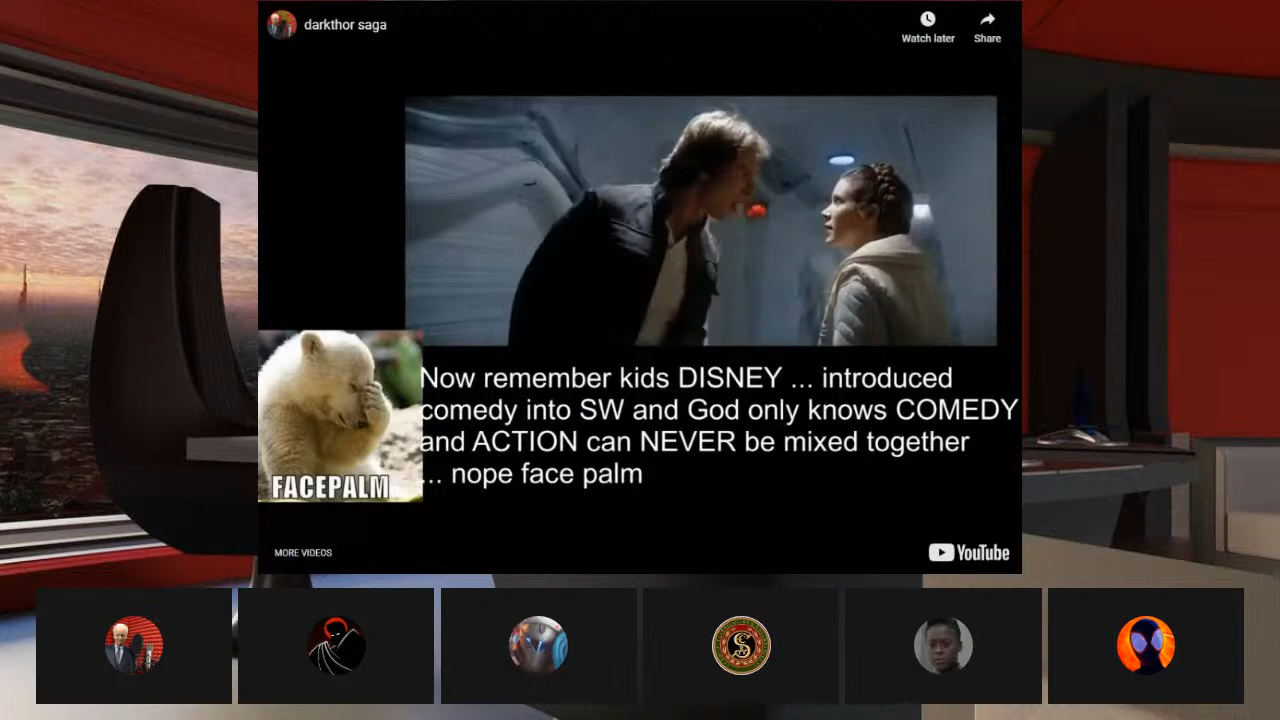 darkthor saga
Watch later
Share
Now remember kids DISNEY ... introduced
comedy into SW and God only knows COMEDY
and ACTION can NEVER be mixed together
... nope face palm
FACEPALM
MORE VIDEOS
YouTube